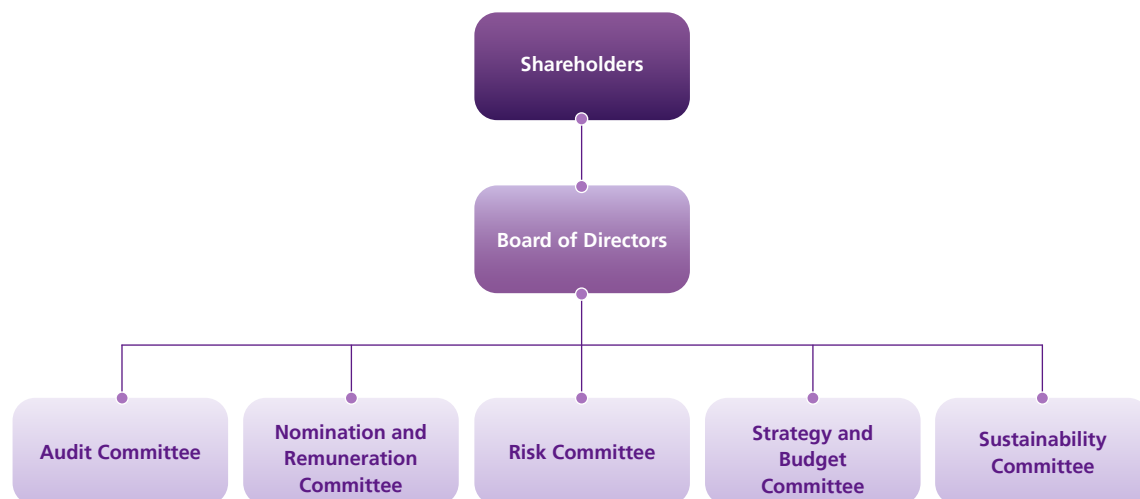 Shareholders
Board of Directors
Audit Committee
Nomination and
Remuneration
Committee
Risk Committee
Strategy and
Budget
Committee
Sustainability
Committee